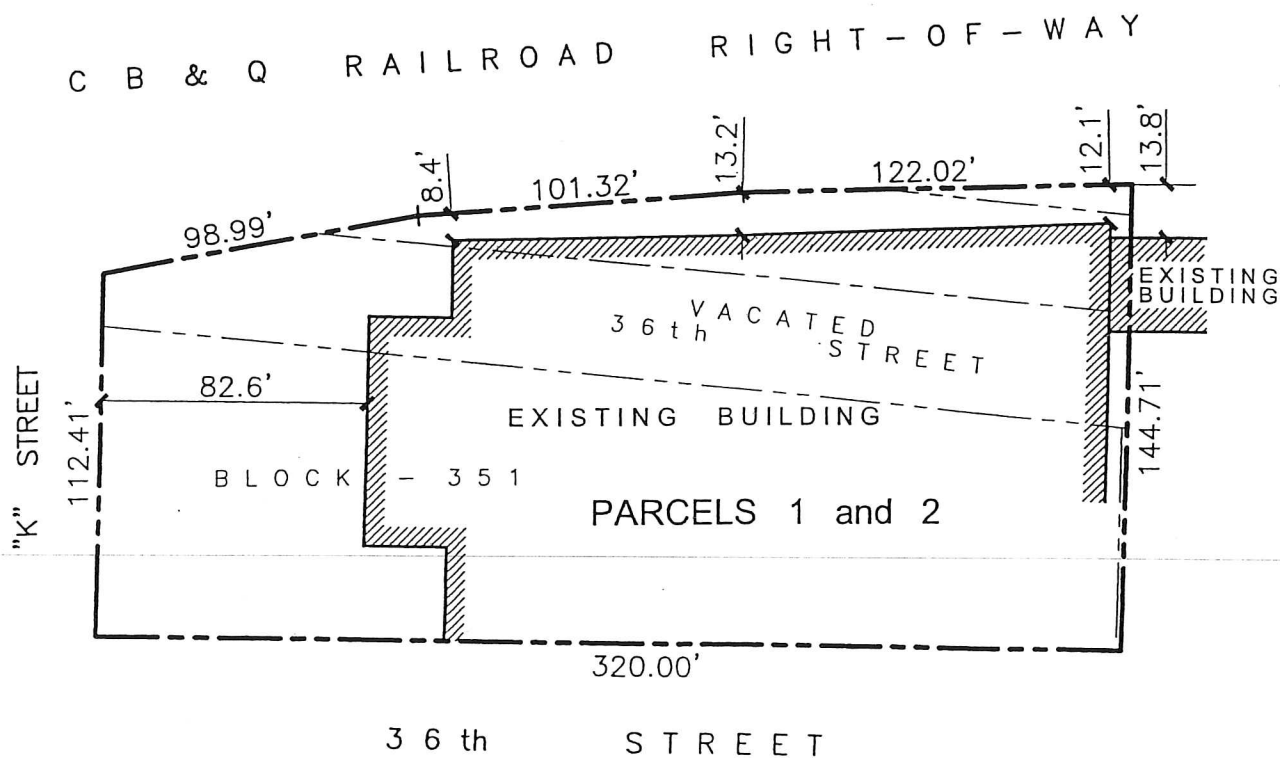 C B & Q RAILROAD RIGHT-OF-WAY
98.99'
8.4'
101.32'
13.2'
122.02'
12.1'
13.8'
EXISTING
BUILDING
VACATED
36th STREET
82.6'
EXISTING BUILDING
"K" STREET
112.41'
144.71'
BLOCK - 351
PARCELS 1 and 2
320.00'
36th STREET